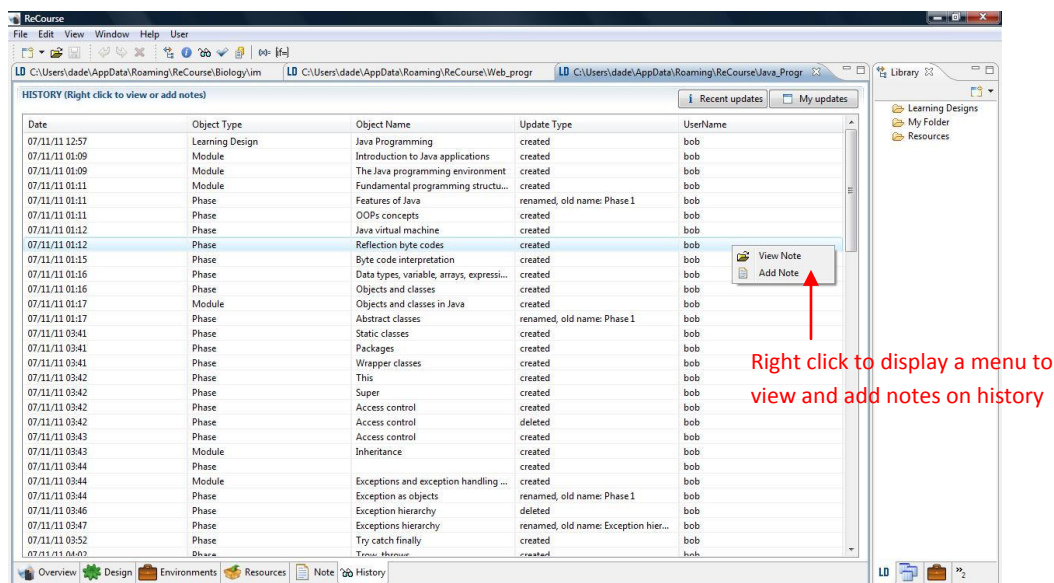 ReCourse
File Edit View Window Help User
(x)= if=
LD C:\Users\dade\AppData\Roaming\ReCourse\Biology\im LD C:\Users\dade\AppData\Roaming\ReCourse\Web_progr LD C:\Users\dade\AppData\Roaming\ReCourse\Java_Progr Library
HISTORY (Right click to view or add notes) i Recent updates My updates
Learning Designs
My Folder
Resources
Date Object Type Object Name Update Type UserName
07/11/11 12:57 Learning Design Java Programming created bob
07/11/11 01:09 Module Introduction to Java applications created bob
07/11/11 01:09 Module The Java programming environment created bob
07/11/11 01:11 Module Fundamental programming structu... created bob
07/11/11 01:11 Phase Features of Java renamed, old name: Phase 1 bob
07/11/11 01:11 Phase OOPs concepts created bob
07/11/11 01:12 Phase Java virtual machine created bob
07/11/11 01:12 Phase Reflection byte codes created bob
07/11/11 01:15 Phase Byte code interpretation created bob
07/11/11 01:16 Phase Data types, variable, arrays, expressi... created bob
07/11/11 01:16 Phase Objects and classes created bob
07/11/11 01:17 Module Objects and classes in Java created bob
07/11/11 01:17 Phase Abstract classes renamed, old name: Phase 1 bob
07/11/11 03:41 Phase Static classes created bob
07/11/11 03:41 Phase Packages created bob
07/11/11 03:41 Phase Wrapper classes created bob
07/11/11 03:42 Phase This created bob
07/11/11 03:42 Phase Super created bob
07/11/11 03:42 Phase Access control created bob
07/11/11 03:42 Phase Access control deleted bob
07/11/11 03:43 Phase Access control created bob
07/11/11 03:43 Module Inheritance created bob
07/11/11 03:44 Phase created bob
07/11/11 03:44 Module Exceptions and exception handling ... created bob
07/11/11 03:44 Phase Exception as objects renamed, old name: Phase 1 bob
07/11/11 03:46 Phase Exception hierarchy deleted bob
07/11/11 03:47 Phase Exceptions hierarchy renamed, old name: Exception hier... bob
07/11/11 03:52 Phase Try catch finally created bob
07/11/11 04:02 Phase Trow, throws created bob
View Note
Add Note
Right click to display a menu to
view and add notes on history
Overview Design Environments Resources Note History LD »2